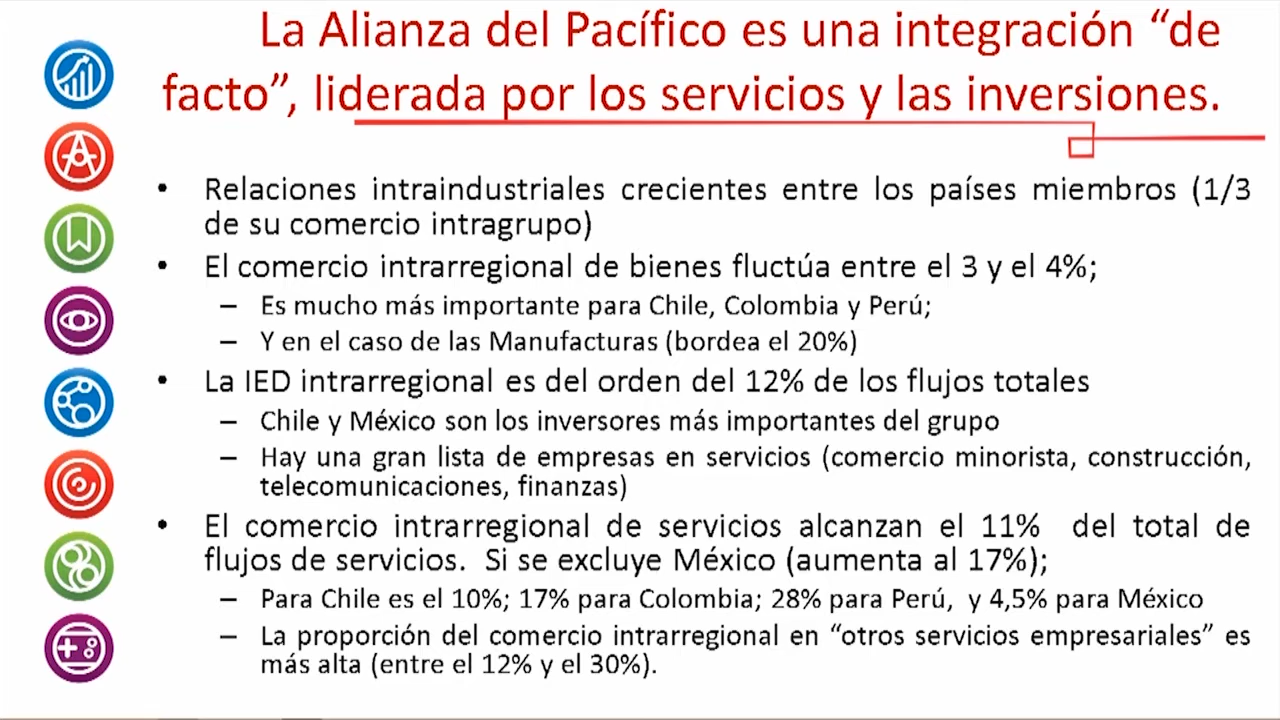 La Alianza del Pacífico es una integración “de
facto”, liderada por los servicios y las inversiones.
• Relaciones intraindustriales crecientes entre los países miembros (1/3
de su comercio intragrupo)
• El comercio intrarregional de bienes fluctúa entre el 3 y el 4%;
– Es mucho más importante para Chile, Colombia y Perú;
– Y en el caso de las Manufacturas (bordea el 20%)
• La IED intrarregional es del orden del 12% de los flujos totales
– Chile y México son los inversores más importantes del grupo
– Hay una gran lista de empresas en servicios (comercio minorista, construcción,
telecomunicaciones, finanzas)
• El comercio intrarregional de servicios alcanzan el 11% del total de
flujos de servicios. Si se excluye México (aumenta al 17%);
– Para Chile es el 10%; 17% para Colombia; 28% para Perú, y 4,5% para México
– La proporción del comercio intrarregional en “otros servicios empresariales” es
más alta (entre el 12% y el 30%).